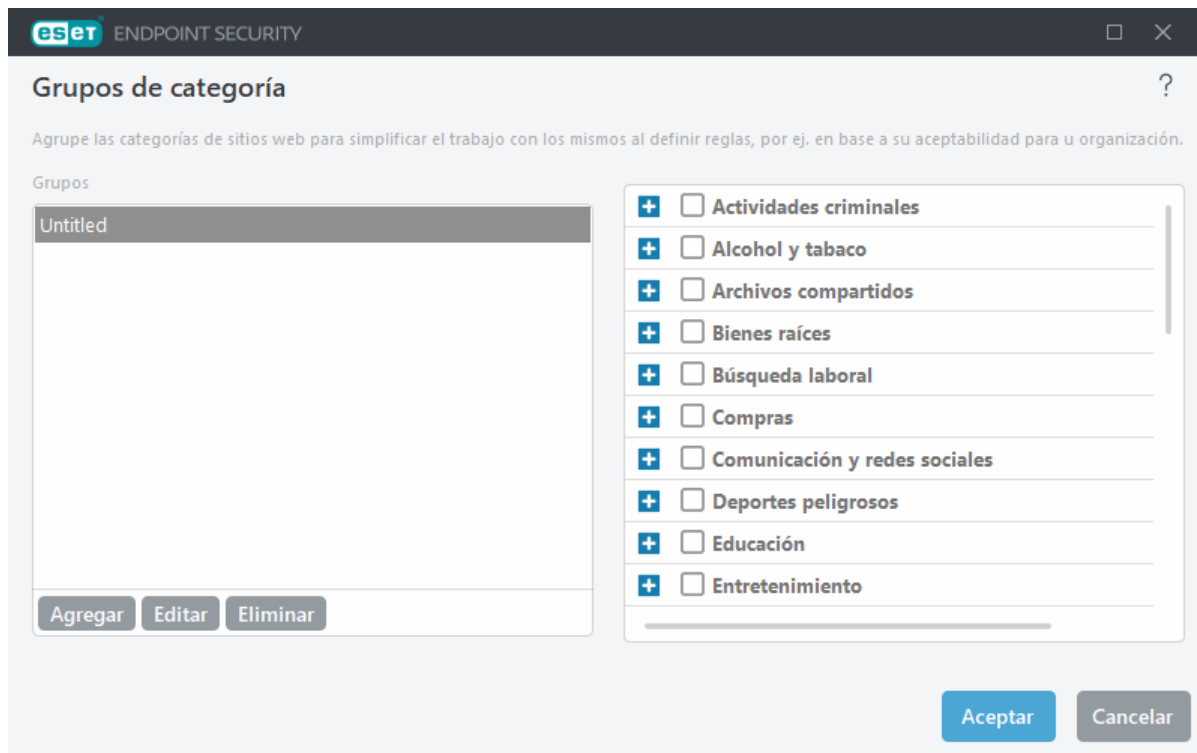 eset ENDPOINT SECURITY
Grupos de categoría
?
Agrupe las categorías de sitios web para simplificar el trabajo con los mismos al definir reglas, por ej. en base a su aceptabilidad para u organización.
Grupos
Untitled
Agregar Editar Eliminar
Actividades criminales
Alcohol y tabaco
Archivos compartidos
Bienes raíces
Búsqueda laboral
Compras
Comunicación y redes sociales
Deportes peligrosos
Educación
Entretenimiento
Aceptar Cancelar